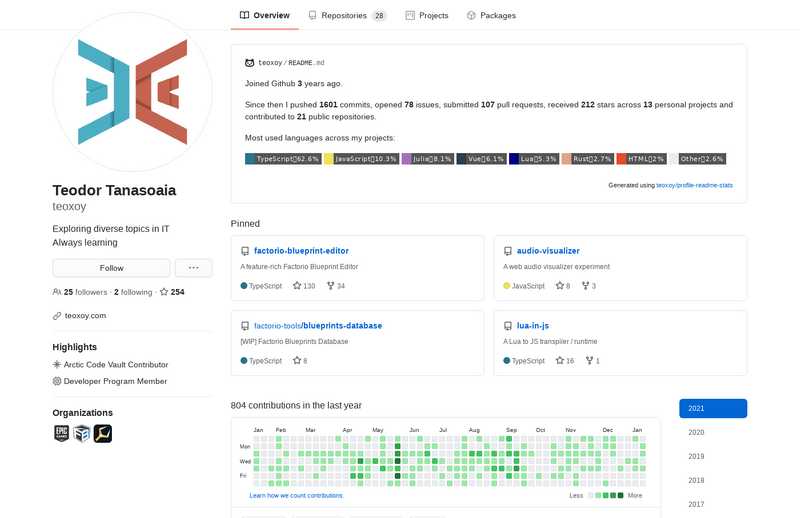 Overview
Repositories 28
Projects
Packages
Teodor Tanasoaia
teoxoy
Exploring diverse topics in IT
Always learning
Follow
25 followers · 2 following · 254
teoxoy.com
Highlights
Arctic Code Vault Contributor
Developer Program Member
Organizations
EPIC GAMES
teoxoy/README.md
Joined Github 3 years ago.
Since then I pushed 1601 commits, opened 78 issues, submitted 107 pull requests, received 212 stars across 13 personal projects and
contributed to 21 public repositories.
Most used languages across my projects:
TypeScript 62.6% JavaScript 10.3% Julia 8.1% Vue 6.1% Lua 5.3% Rust 2.7% HTML 2% Other 2.6%
Generated using teoxoy/profile-readme-stats
Pinned
factorio-blueprint-editor
A feature-rich Factorio Blueprint Editor
TypeScript 130 34
audio-visualizer
A web audio visualizer experiment
JavaScript 8 3
factorio-tools/blueprints-database
[WIP] Factorio Blueprints Database
TypeScript 8
lua-in-js
A Lua to JS transpiler / runtime
TypeScript 16 1
804 contributions in the last year
Jan Feb Mar Apr May Jun Jul Aug Sep Oct Nov Dec Jan
Mon
Wed
Fri
Learn how we count contributions
Less More
2021
2020
2019
2018
2017